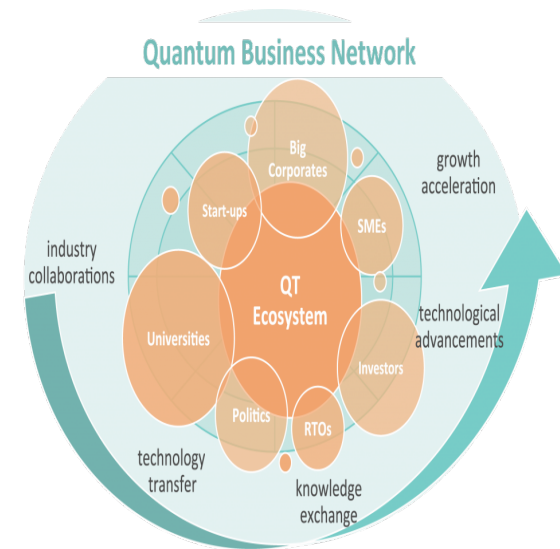 Quantum Business Network
Big
Corporates
growth
acceleration
Start-ups
SMEs
industry
collaborations
QT
Ecosystem
technological
advancements
Universities
Investors
Politics
RTOs
technology
transfer
knowledge
exchange